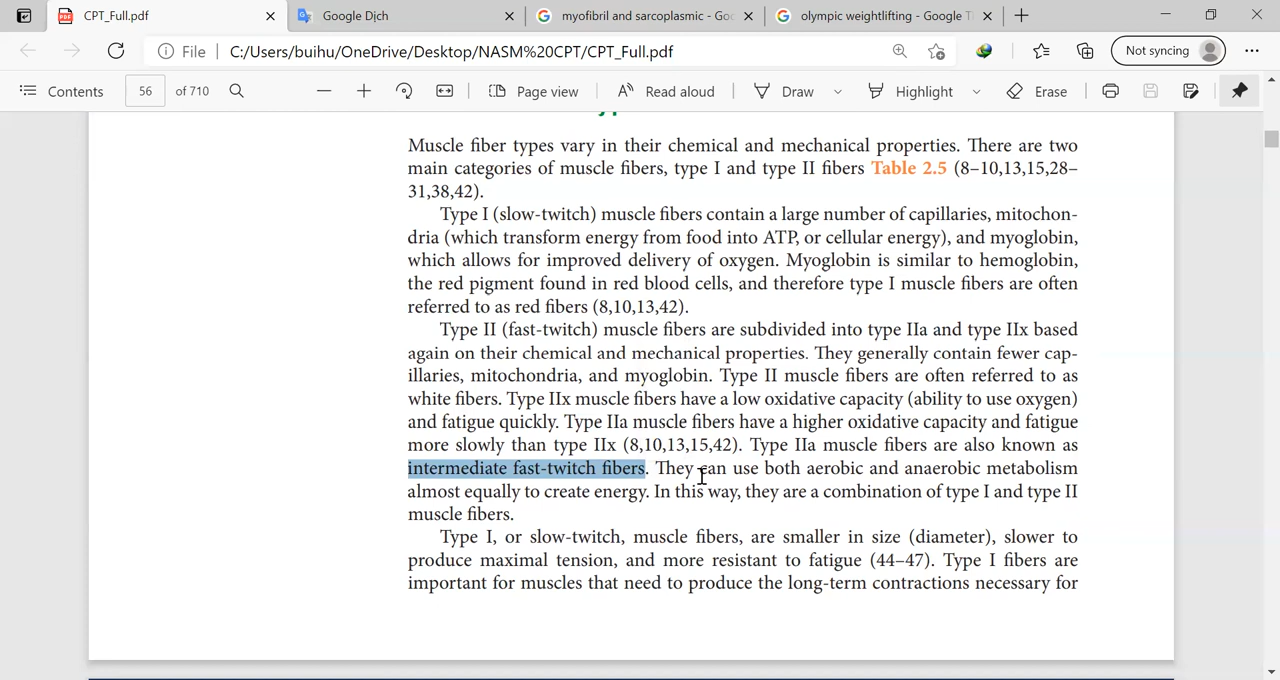 CPT_Full.pdf
Google Dịch
myofibril and sarcoplasmic - Goo
olympic weightlifting - Google Tì
File C:/Users/buihu/OneDrive/Desktop/NASM%20CPT/CPT_Full.pdf
Not syncing
Contents 56 of 710 Page view Read aloud Draw Highlight Erase
Muscle fiber types vary in their chemical and mechanical properties. There are two
main categories of muscle fibers, type I and type II fibers Table 2.5 (8–10,13,15,28–
31,38,42).
Type I (slow-twitch) muscle fibers contain a large number of capillaries, mitochon-
dria (which transform energy from food into ATP, or cellular energy), and myoglobin,
which allows for improved delivery of oxygen. Myoglobin is similar to hemoglobin,
the red pigment found in red blood cells, and therefore type I muscle fibers are often
referred to as red fibers (8,10,13,42).
Type II (fast-twitch) muscle fibers are subdivided into type IIa and type IIx based
again on their chemical and mechanical properties. They generally contain fewer cap-
illaries, mitochondria, and myoglobin. Type II muscle fibers are often referred to as
white fibers. Type IIx muscle fibers have a low oxidative capacity (ability to use oxygen)
and fatigue quickly. Type IIa muscle fibers have a higher oxidative capacity and fatigue
more slowly than type IIx (8,10,13,15,42). Type IIa muscle fibers are also known as
intermediate fast-twitch fibers. They can use both aerobic and anaerobic metabolism
almost equally to create energy. In this way, they are a combination of type I and type II
muscle fibers.
Type I, or slow-twitch, muscle fibers, are smaller in size (diameter), slower to
produce maximal tension, and more resistant to fatigue (44–47). Type I fibers are
important for muscles that need to produce the long-term contractions necessary for